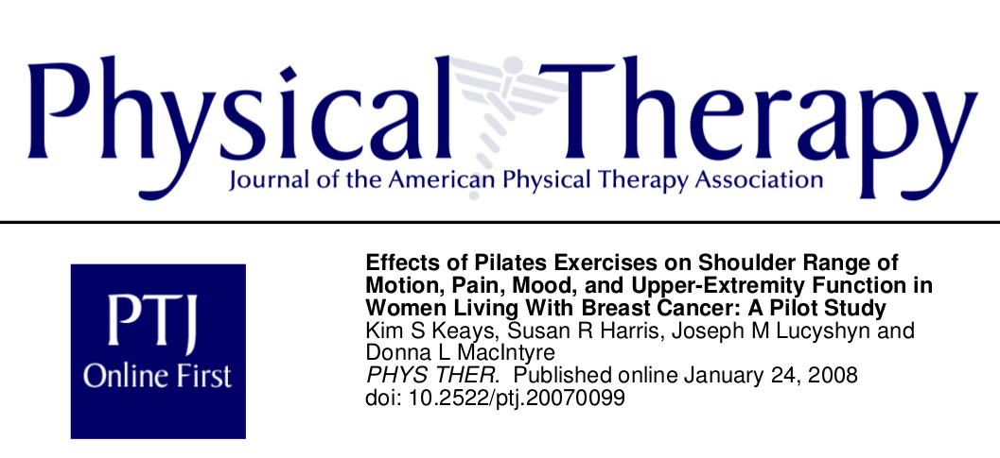 Physical Therapy
Journal of the American Physical Therapy Association
PTJ
Online First
Effects of Pilates Exercises on Shoulder Range of
Motion, Pain, Mood, and Upper-Extremity Function in
Women Living With Breast Cancer: A Pilot Study
Kim S Keays, Susan R Harris, Joseph M Lucyshyn and
Donna L MacIntyre
PHYS THER. Published online January 24, 2008
doi: 10.2522/ptj.20070099